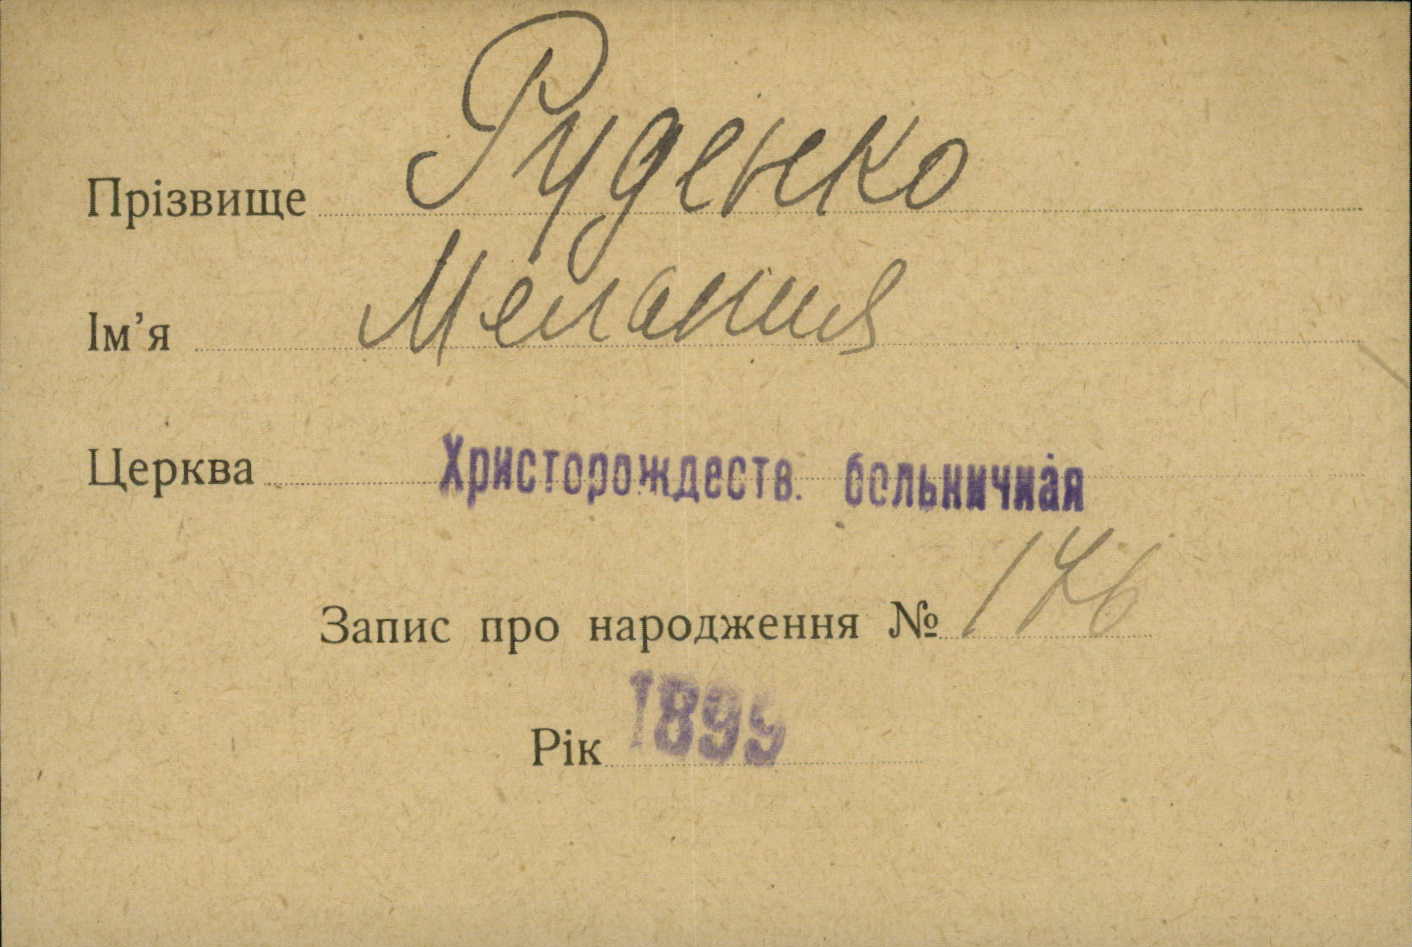 Прізвище Руденко
Ім’я Мелания
Церква Христорождеств. больничная
Запис про народження № 176
Рік 1899